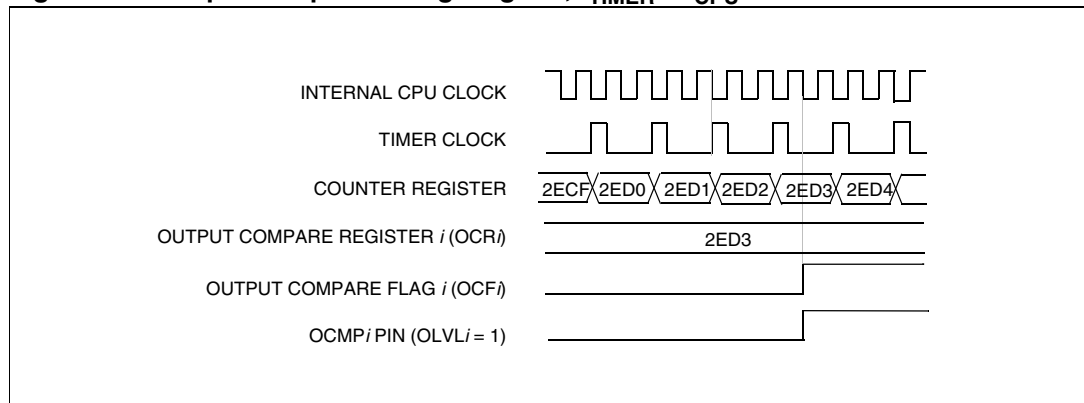 INTERNAL CPU CLOCK
TIMER CLOCK
COUNTER REGISTER 2ECF 2ED0 2ED1 2ED2 2ED3 2ED4
OUTPUT COMPARE REGISTER i (OCRi) 2ED3
OUTPUT COMPARE FLAG i (OCFi)
OCMPi PIN (OLVLi = 1)